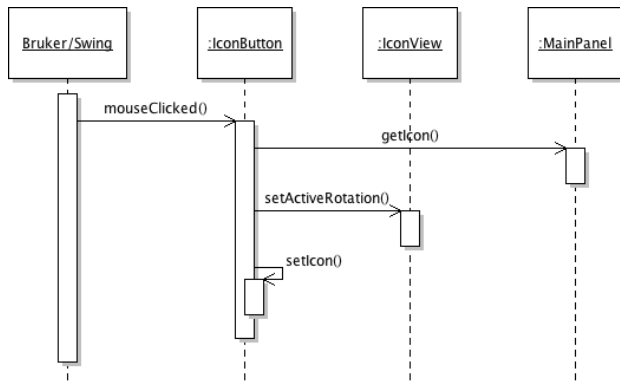 Bruker/Swing
:IconButton
:IconView
:MainPanel
mouseClicked()
getIcon()
setActiveRotation()
setIcon()